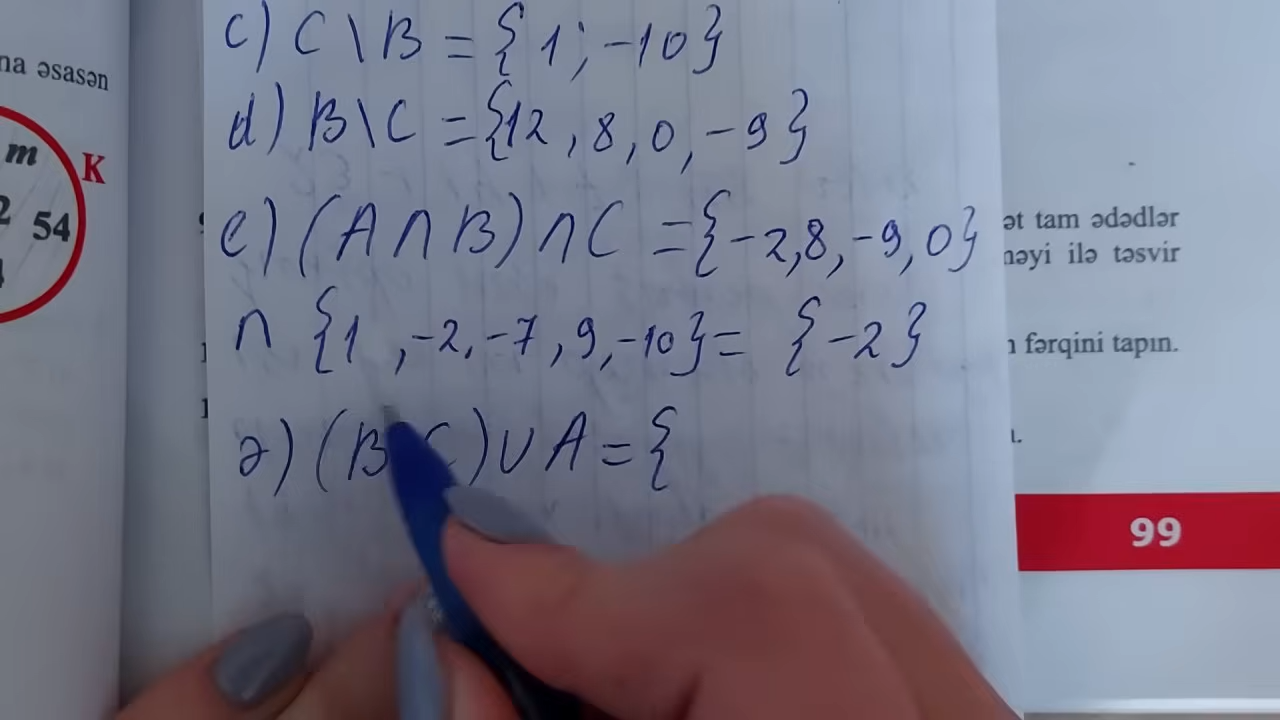 c) C \ B = { 1 ; -10 }
d) B \ C = { 12 , 8 , 0 , -9 }
e) (A ∩ B) ∩ C = { -2, 8, -9, 0 }
∩ { 1 , -2, -7 , 9, -10 } = { -2 }
ə) (B C) ∪ A = {
na əsasən
m
K
54
ət tam ədədlər
məyi ilə təsvir
fərqini tapın.
99